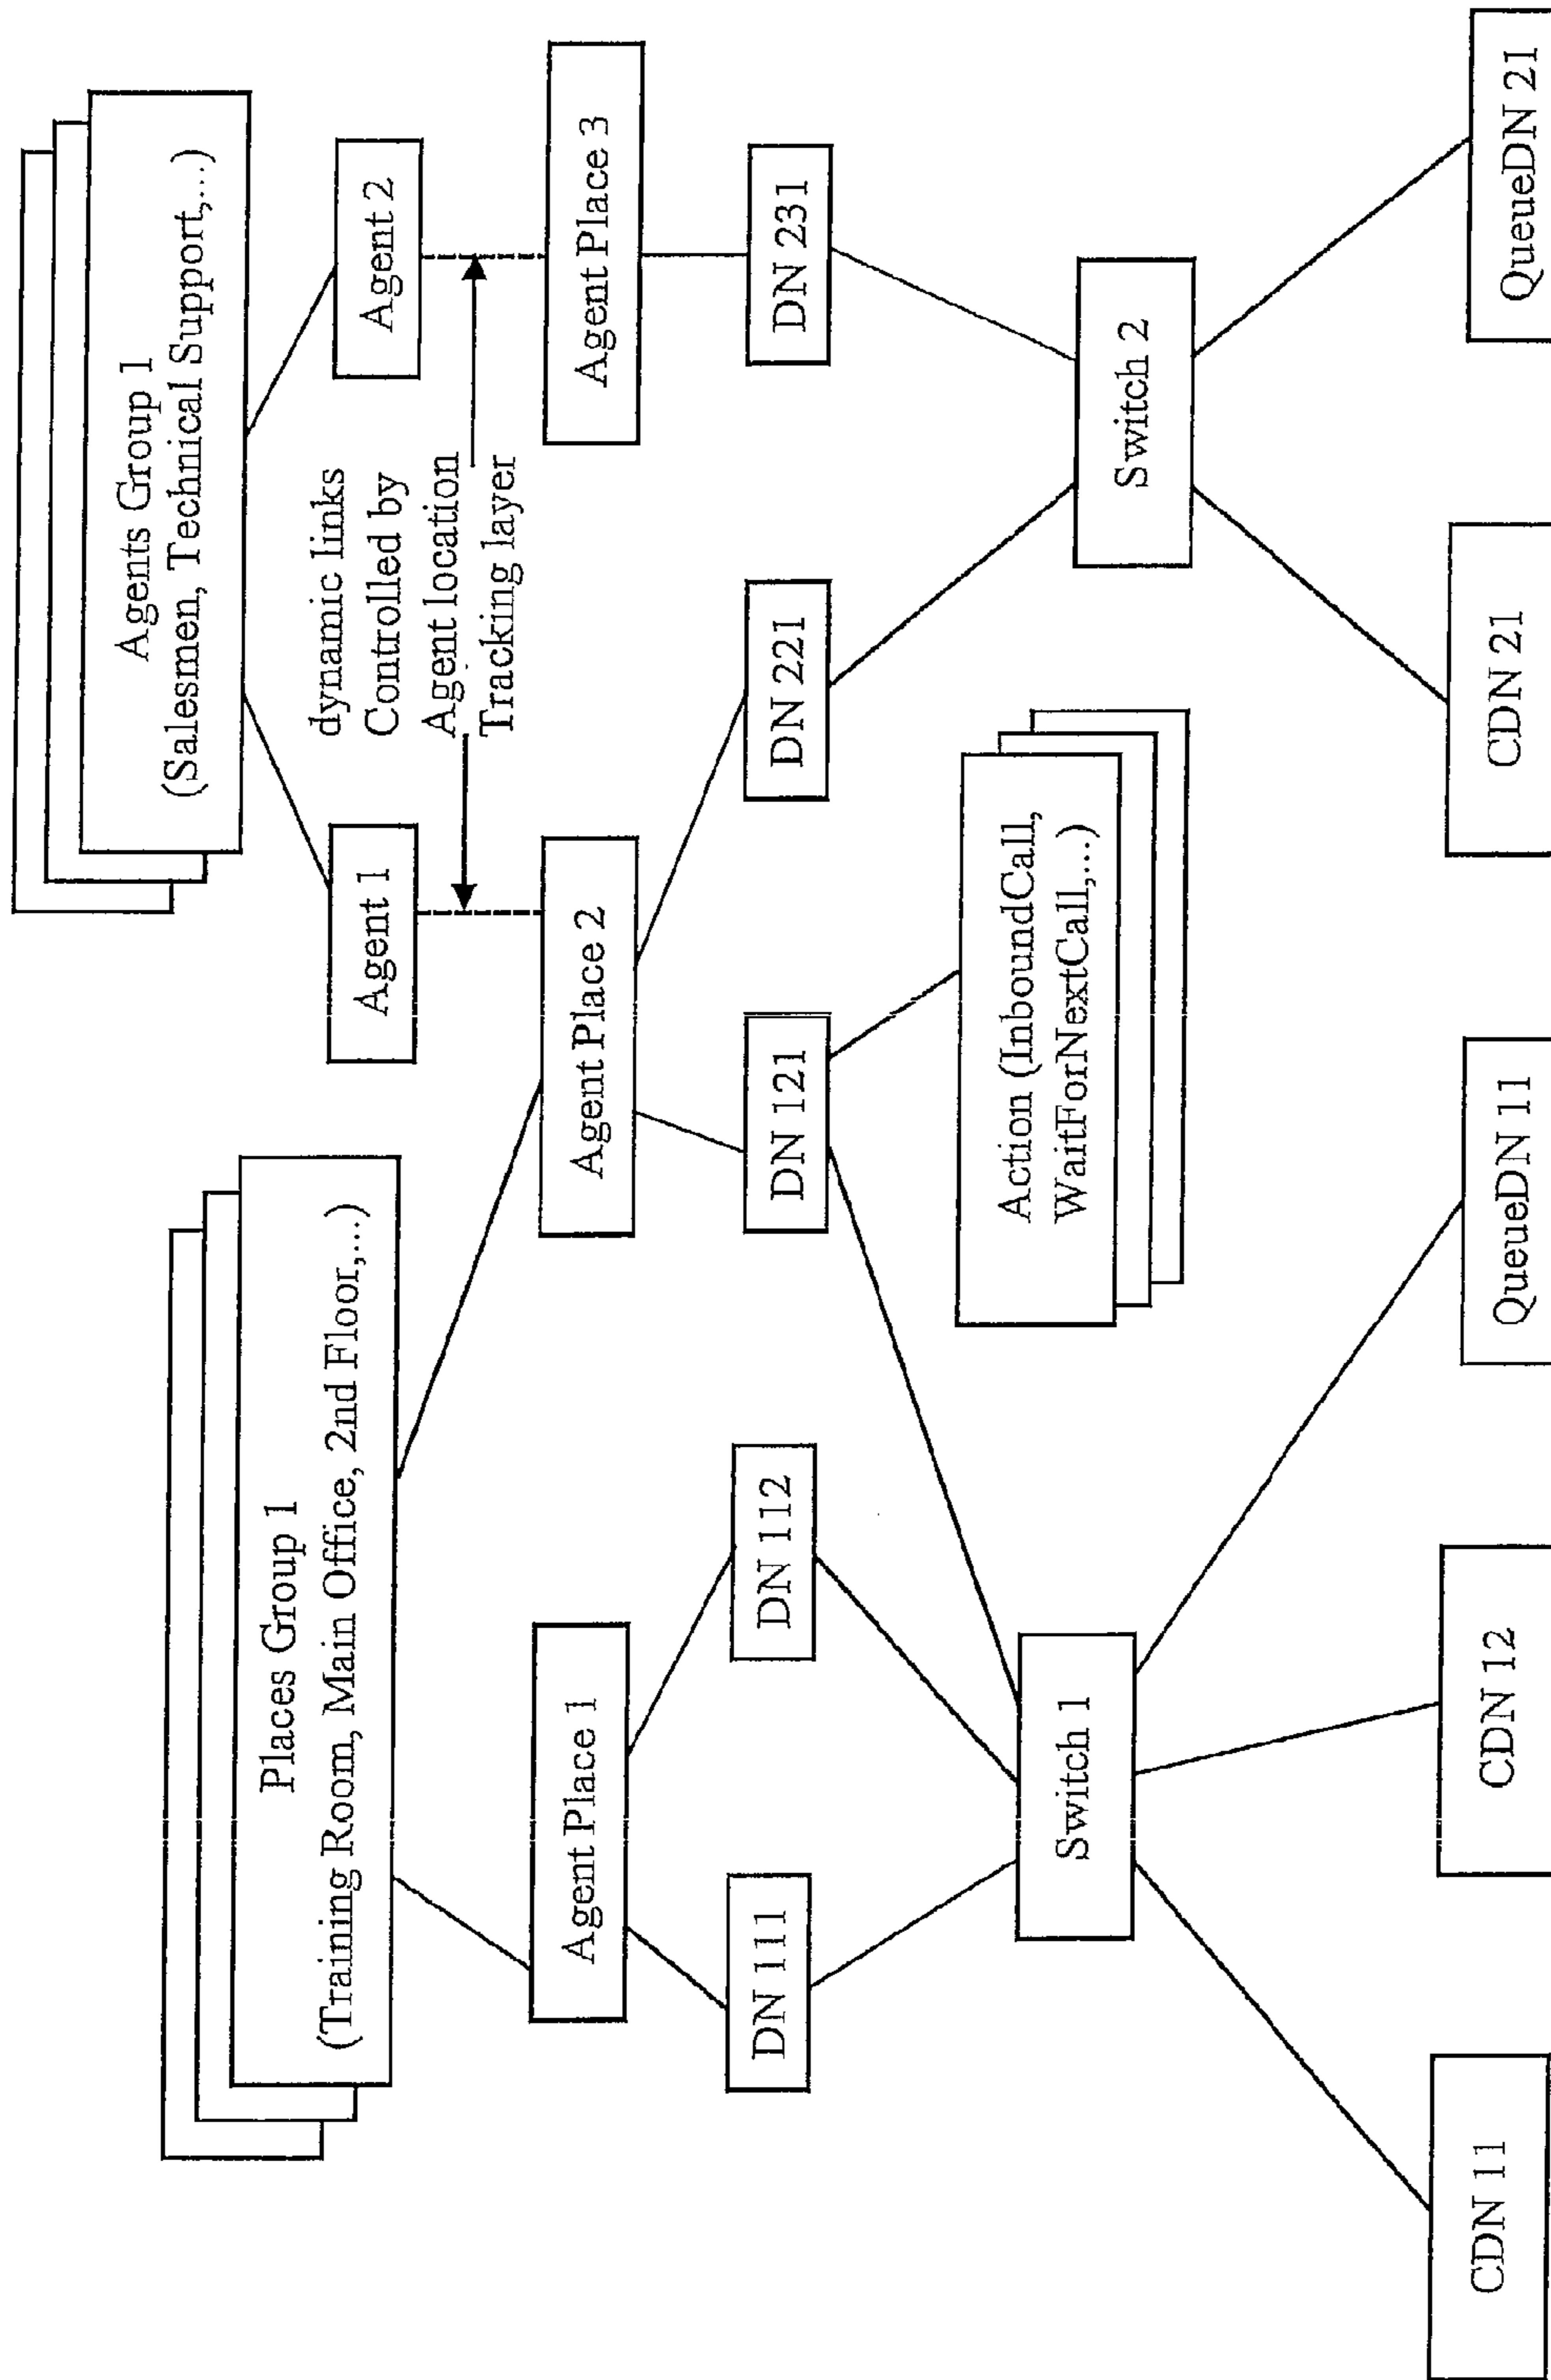 Agents Group 1
(Salesmen, Technical Support,...)
Places Group 1
(Training Room, Main Office, 2nd Floor,...)
Agent 1
Agent 2
dynamic links
Controlled by
Agent location
Tracking layer
Agent Place 1
Agent Place 2
Agent Place 3
DN 111
DN 112
DN 121
DN 221
DN 231
Action (InboundCall,
WaitForNextCall,...)
Switch 1
Switch 2
CDN 11
CDN 12
QueueDN 11
CDN 21
QueueDN 21